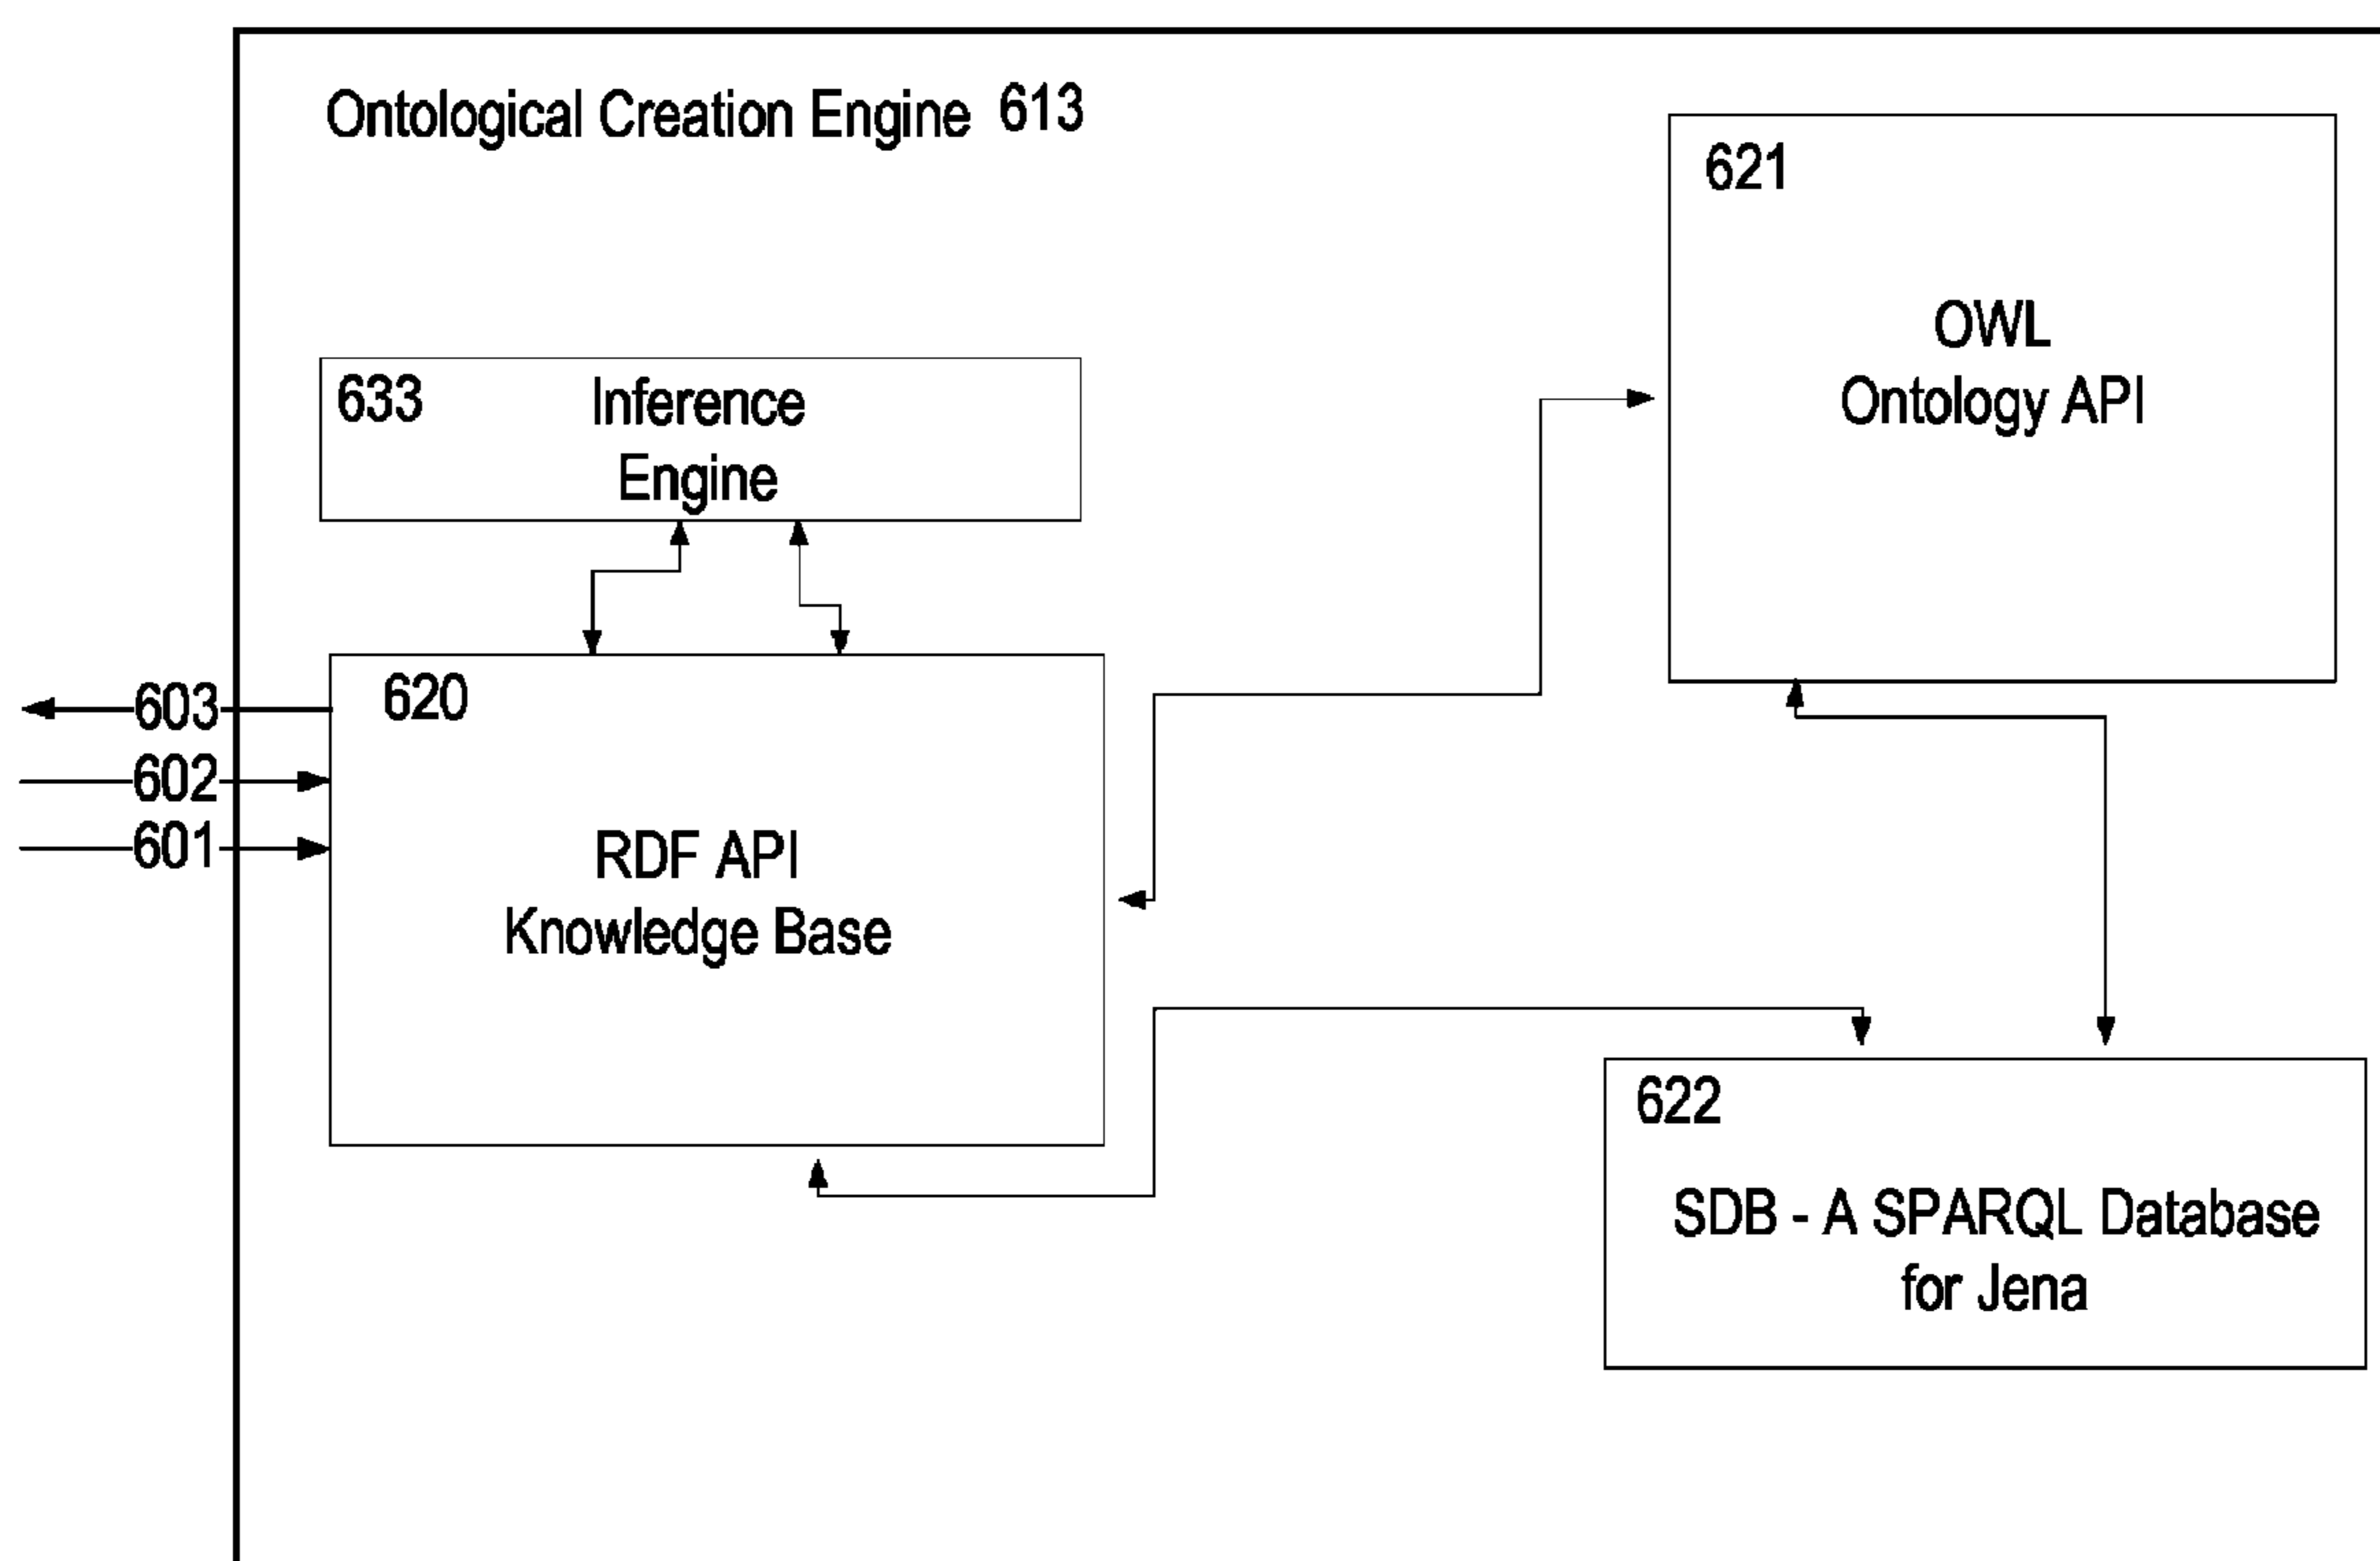 Ontological Creation Engine 613
621
OWL
Ontology API
633 Inference
Engine
603
602
601
620
RDF API
Knowledge Base
622
SDB - A SPARQL Database
for Jena